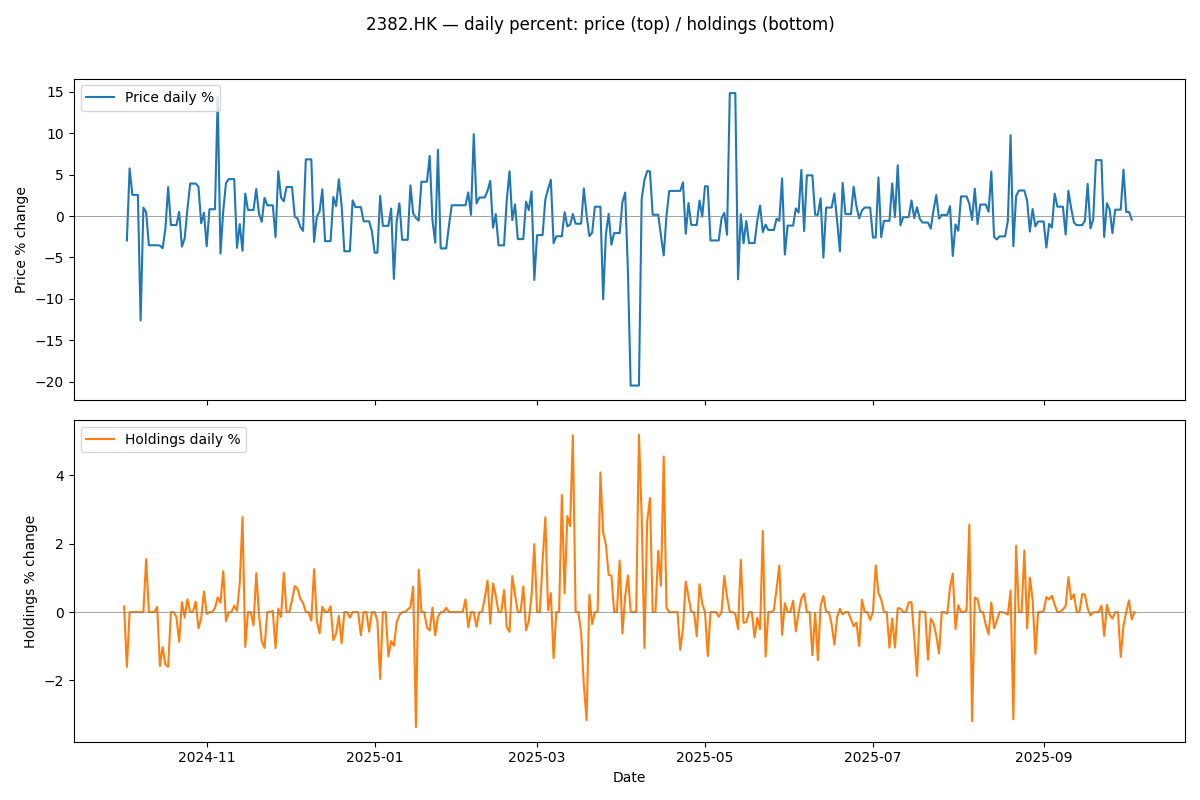 2382.HK — daily percent: price (top) / holdings (bottom)
Price daily %
15
10
5
0
−5
−10
−15
−20
Price % change
Holdings daily %
4
2
0
−2
Holdings % change
2024-11 2025-01 2025-03 2025-05 2025-07 2025-09
Date